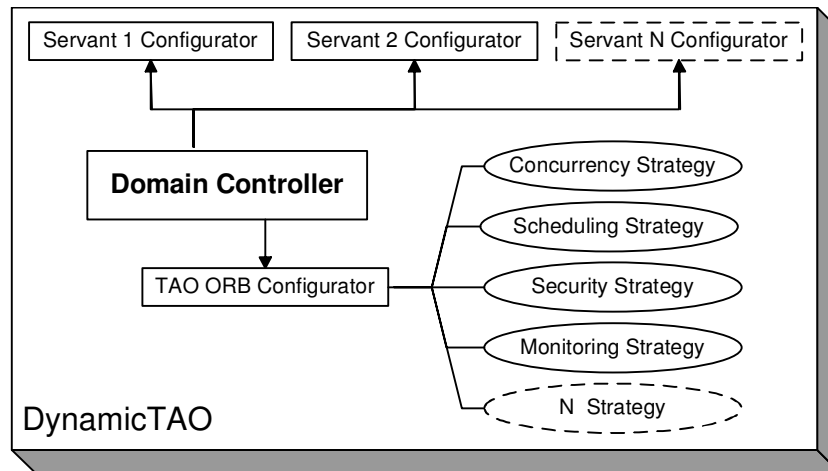 Servant 1 Configurator
Servant 2 Configurator
Servant N Configurator
Domain Controller
Concurrency Strategy
Scheduling Strategy
TAO ORB Configurator
Security Strategy
Monitoring Strategy
N Strategy
DynamicTAO